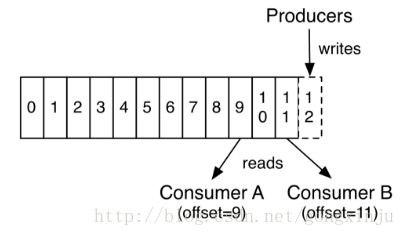 Producers
writes
0 1 2 3 4 5 6 7 8 9 10 11 12
reads
Consumer A
(offset=9)
Consumer B
(offset=11)